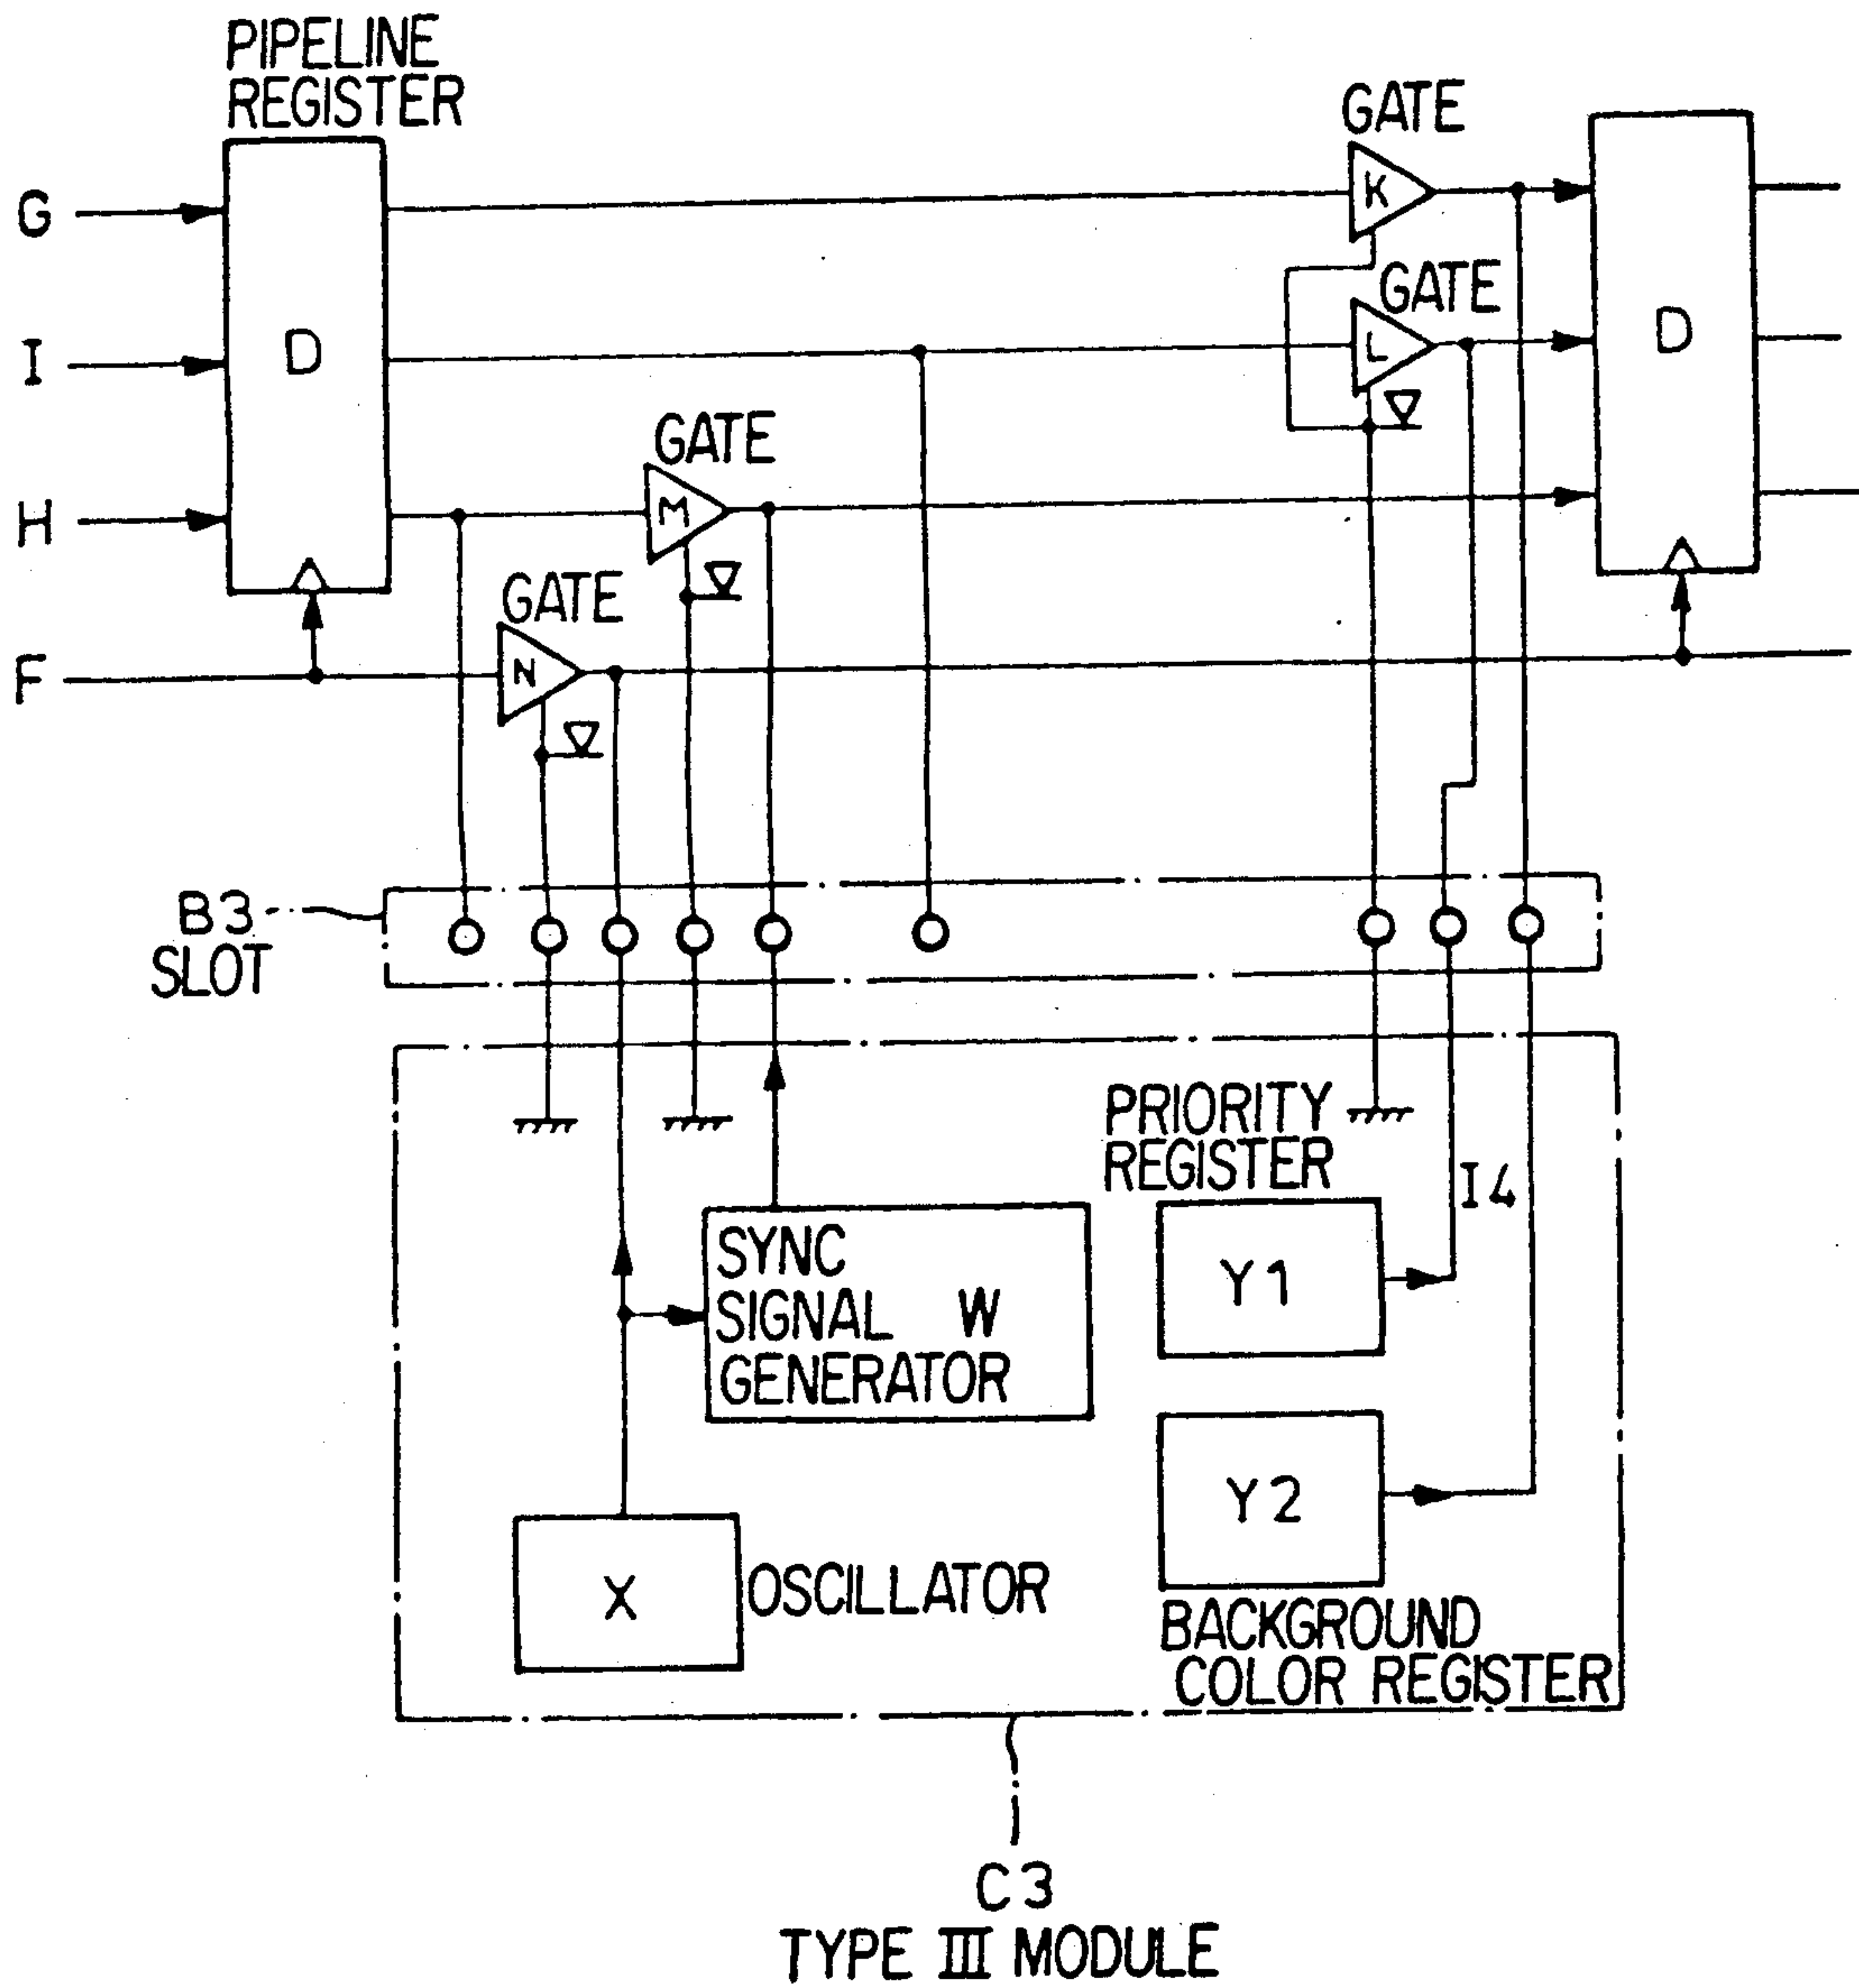 PIPELINE
REGISTER
GATE
K
G
GATE
D
D
I
L
GATE
M
H
GATE
N
F
B3
SLOT
PRIORITY
REGISTER
I4
SYNC
SIGNAL W
GENERATOR
Y1
Y2
X
OSCILLATOR
BACKGROUND
COLOR REGISTER
C3
TYPE III MODULE